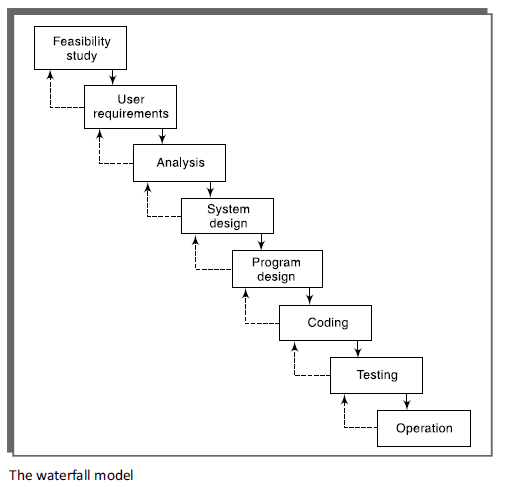 Feasibility
study
User
requirements
Analysis
System
design
Program
design
Coding
Testing
Operation
The waterfall model